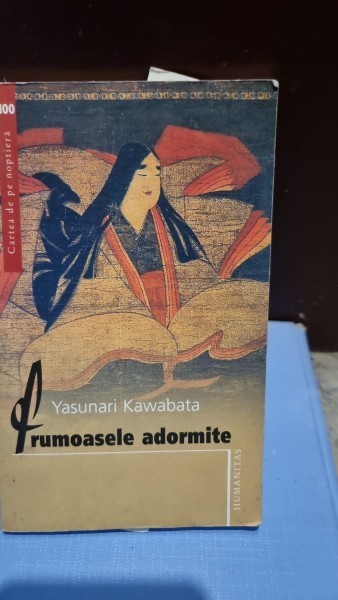 100
Cartea de pe noptieră
Yasunari Kawabata
Frumoasele adormite
HUMANITAS